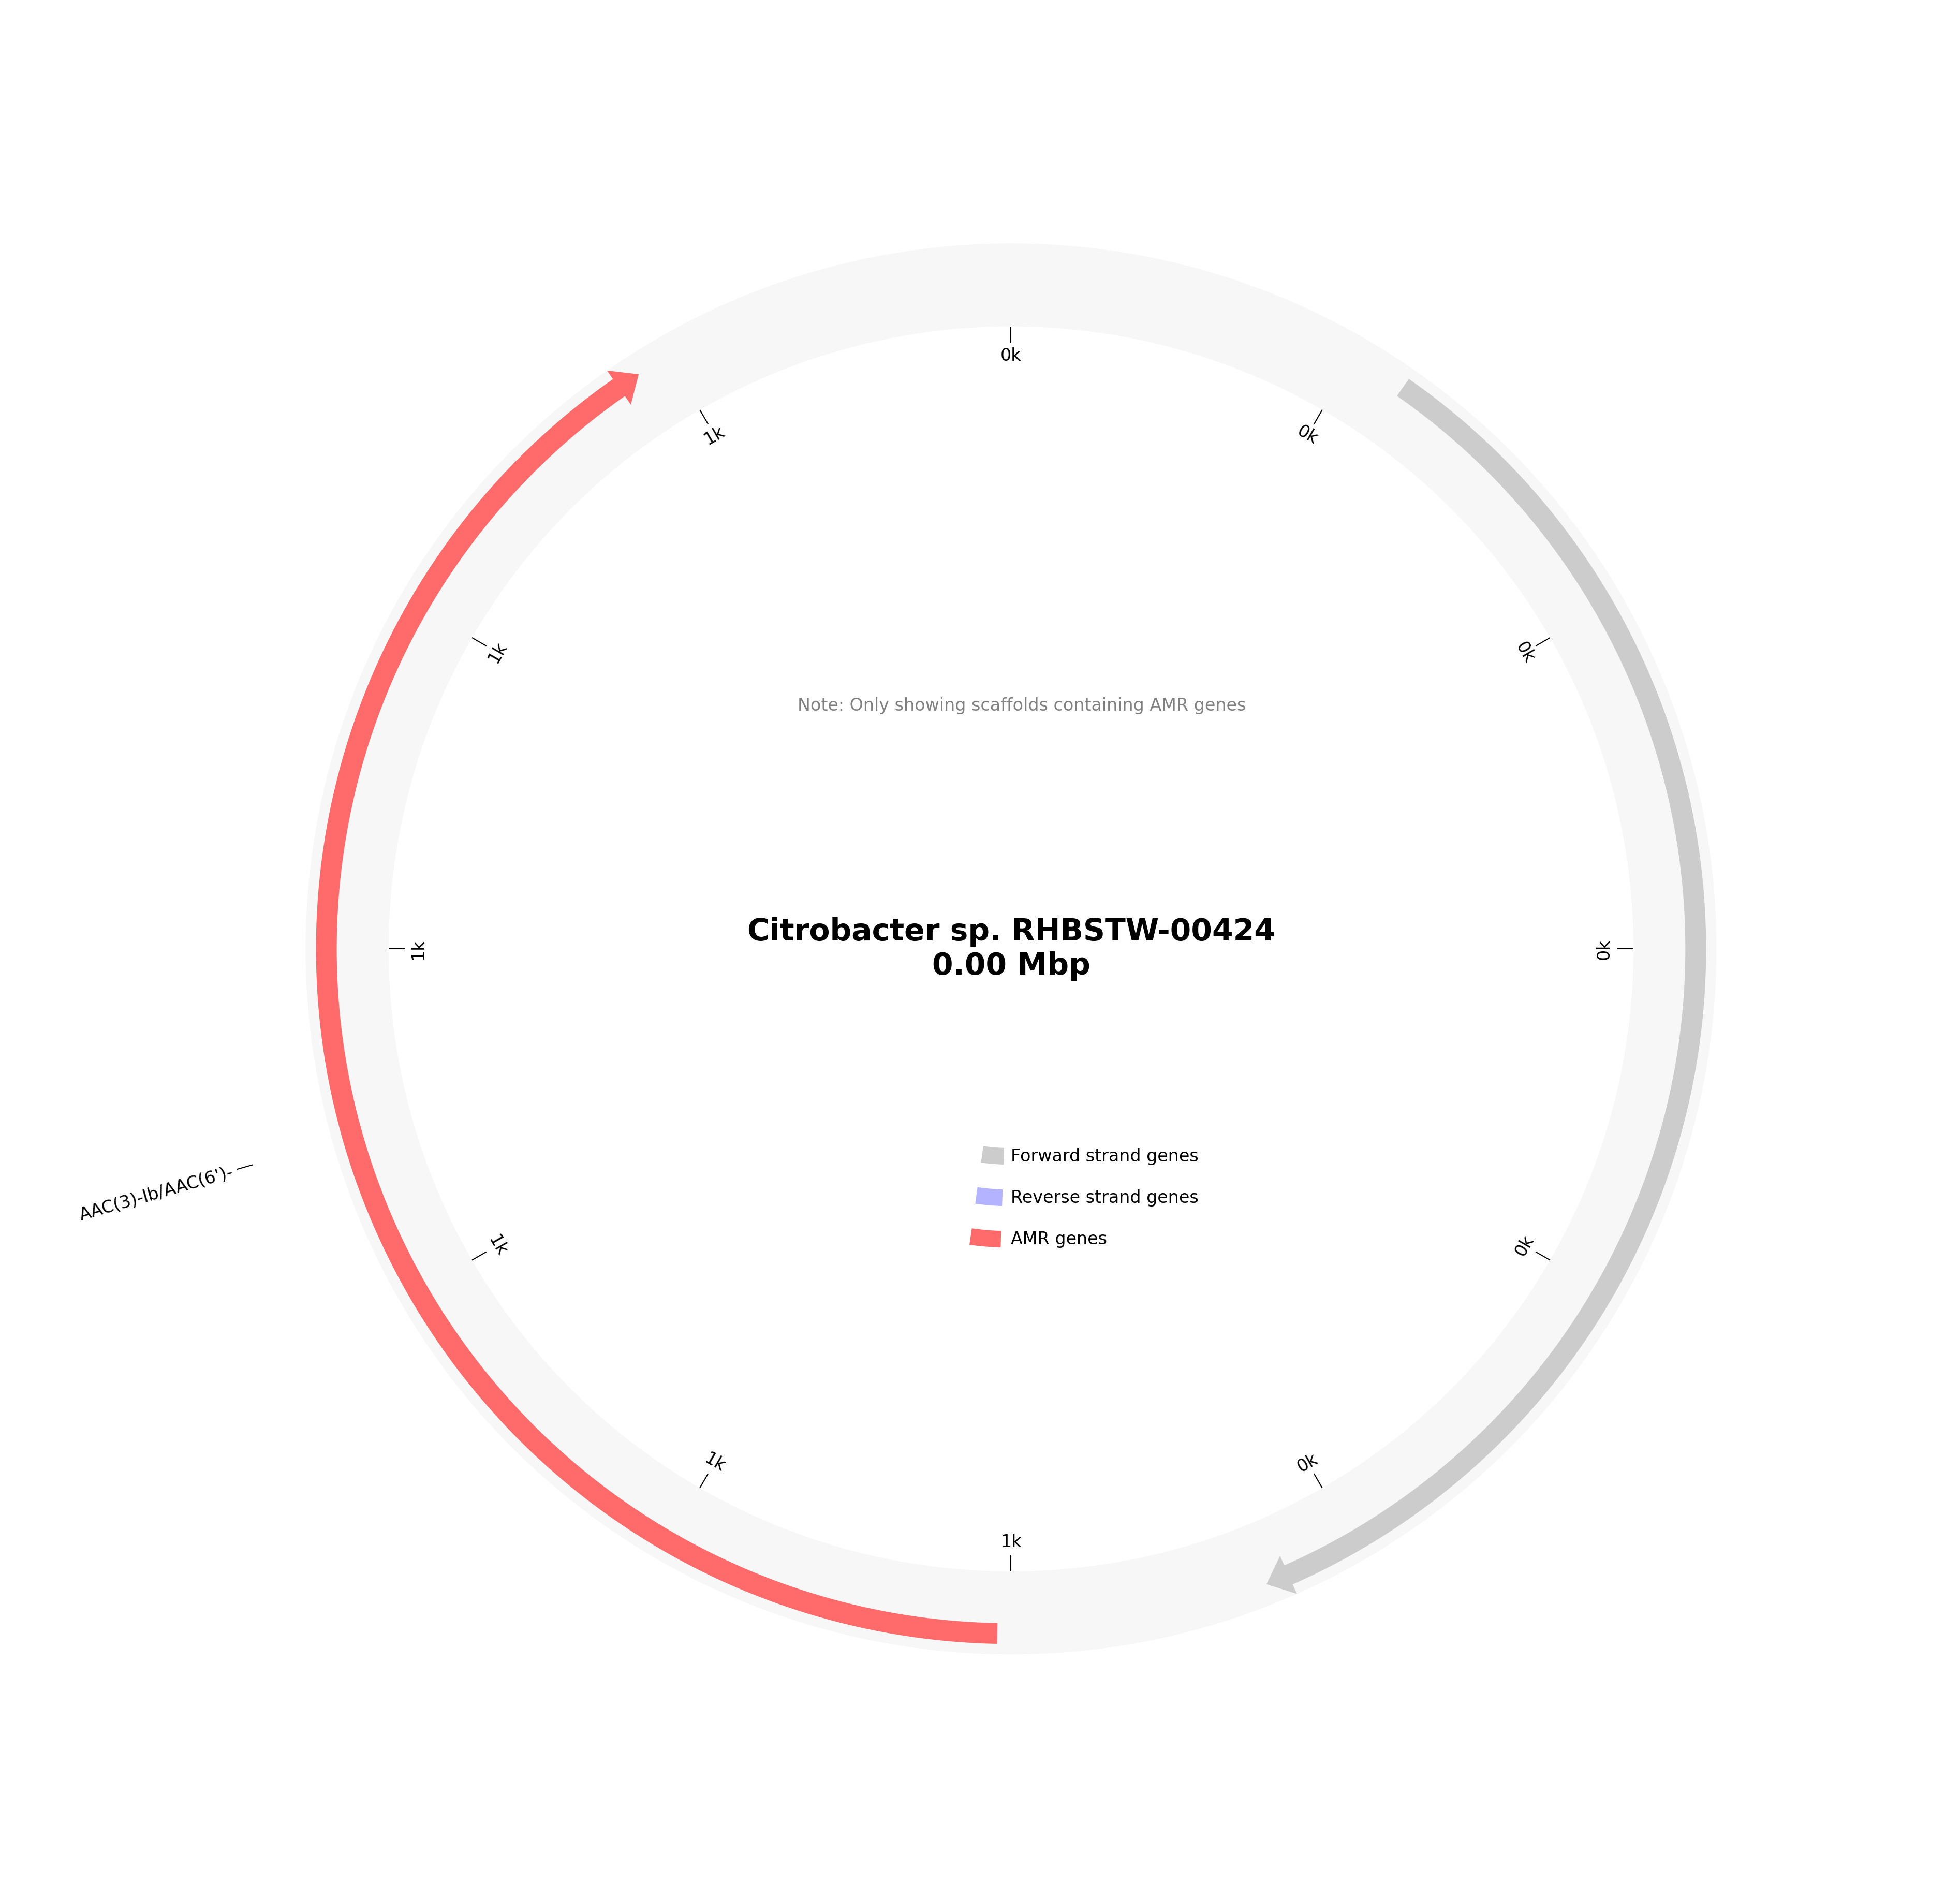 0k
0k
1k
0k
1k
Note: Only showing scaffolds containing AMR genes
Citrobacter sp. RHBSTW-00424
0.00 Mbp
1k
0k
Forward strand genes
AAC(3)-Ib/AAC(6')-
Reverse strand genes
AMR genes
1k
0k
1k
0k
1k